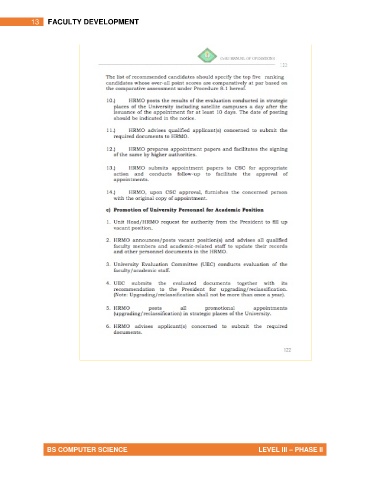 13 FACULTY DEVELOPMENT
MANUAL OF OPERATIONS
The list of recommended candidates should specify the top five ranking
candidates whose over-all point scores are comparatively at par based on
the comparative assessment under Procedure 8.1 hereof.
10.) HRMO posts the results of the evaluation conducted in strategic
places of the University including satellite campuses a day after the
issuance of the appointment for at least 10 days. The date of posting
should be indicated in the notice.
11.) HRMO advises qualified applicant(s) concerned to submit the
required documents to HRMO.
12.) HRMO prepares appointment papers and facilitates the signing
of the same by higher authorities.
13.) HRMO submits appointment papers to CSC for appropriate
action and conducts follow-up to facilitate the approval of
appointments.
14.) HRMO, upon CSC approval, furnishes the concerned person
with the original copy of appointment.
c) Promotion of University Personnel for Academic Position
1. Unit Head/HRMO request for authority from the President to fill up
vacant position.
2. HRMO announces/posts vacant position(s) and advises all qualified
faculty members and academic-related staff to update their records
and other personnel documents to the HRMO.
3. University Evaluation Committee (UEC) conducts evaluation of the
faculty/academic staff.
4. UEC submits the evaluated documents together with its
recommendation to the President for upgrading/reclassification.
(Note: Upgrading/reclassification shall not be more than once a year).
5. HRMO posts all promotional appointments
(upgrading/reclassification) in strategic places of the University.
6. HRMO advises applicant(s) concerned to submit the required
documents.
BS COMPUTER SCIENCE LEVEL III – PHASE II